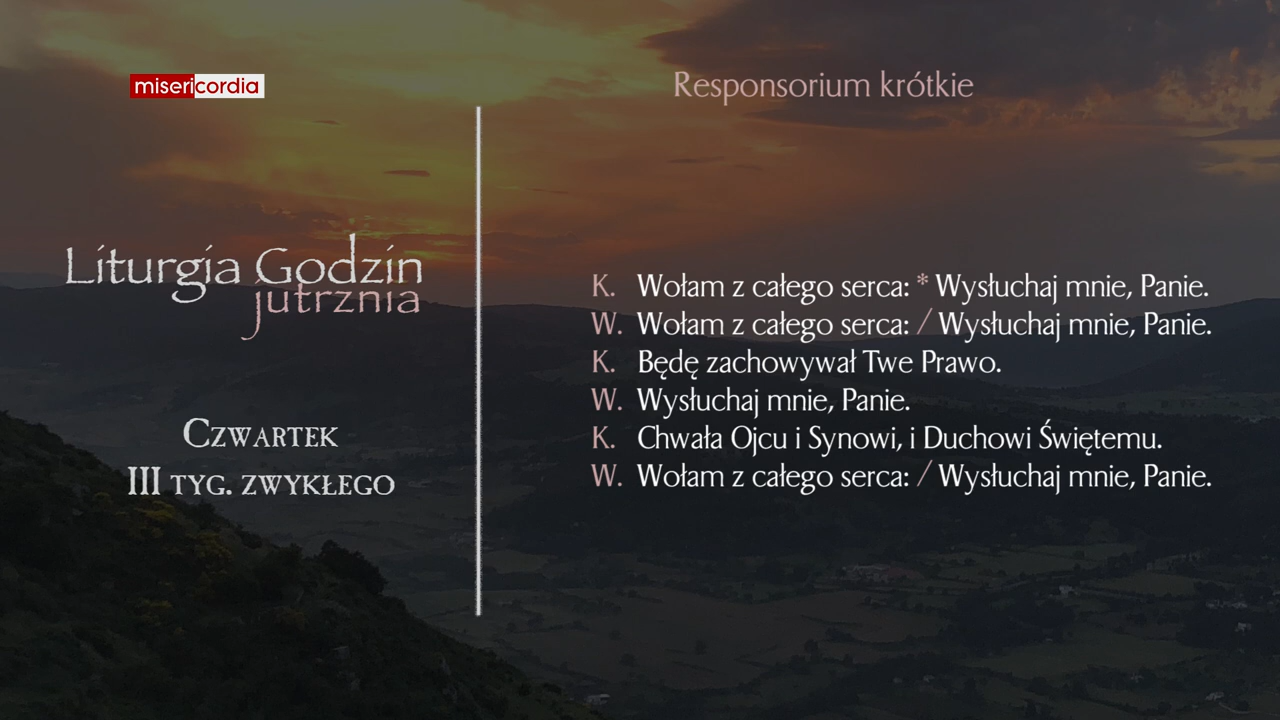 misericordia
Liturgia Godzin
jutrznia
Czwartek
III tyg. zwykłego
Responsorium krótkie
K. Wołam z całego serca: * Wysłuchaj mnie, Panie.
W. Wołam z całego serca: / Wysłuchaj mnie, Panie.
K. Będę zachowywał Twe Prawo.
W. Wysłuchaj mnie, Panie.
K. Chwała Ojcu i Synowi, i Duchowi Świętemu.
W. Wołam z całego serca: / Wysłuchaj mnie, Panie.